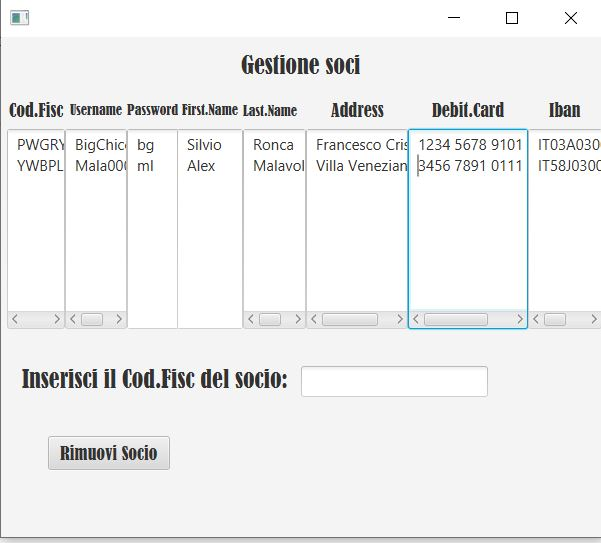 Gestione soci
Cod.Fisc Username Password First.Name Last.Name Address Debit.Card Iban
PWGRY BigChic bg Silvio Ronca Francesco Cris 1234 5678 9101 IT03A030
YWBPL Mala000 ml Alex Malavol Villa Venezian 3456 7891 0111 IT58J0300
Inserisci il Cod.Fisc del socio:
Rimuovi Socio